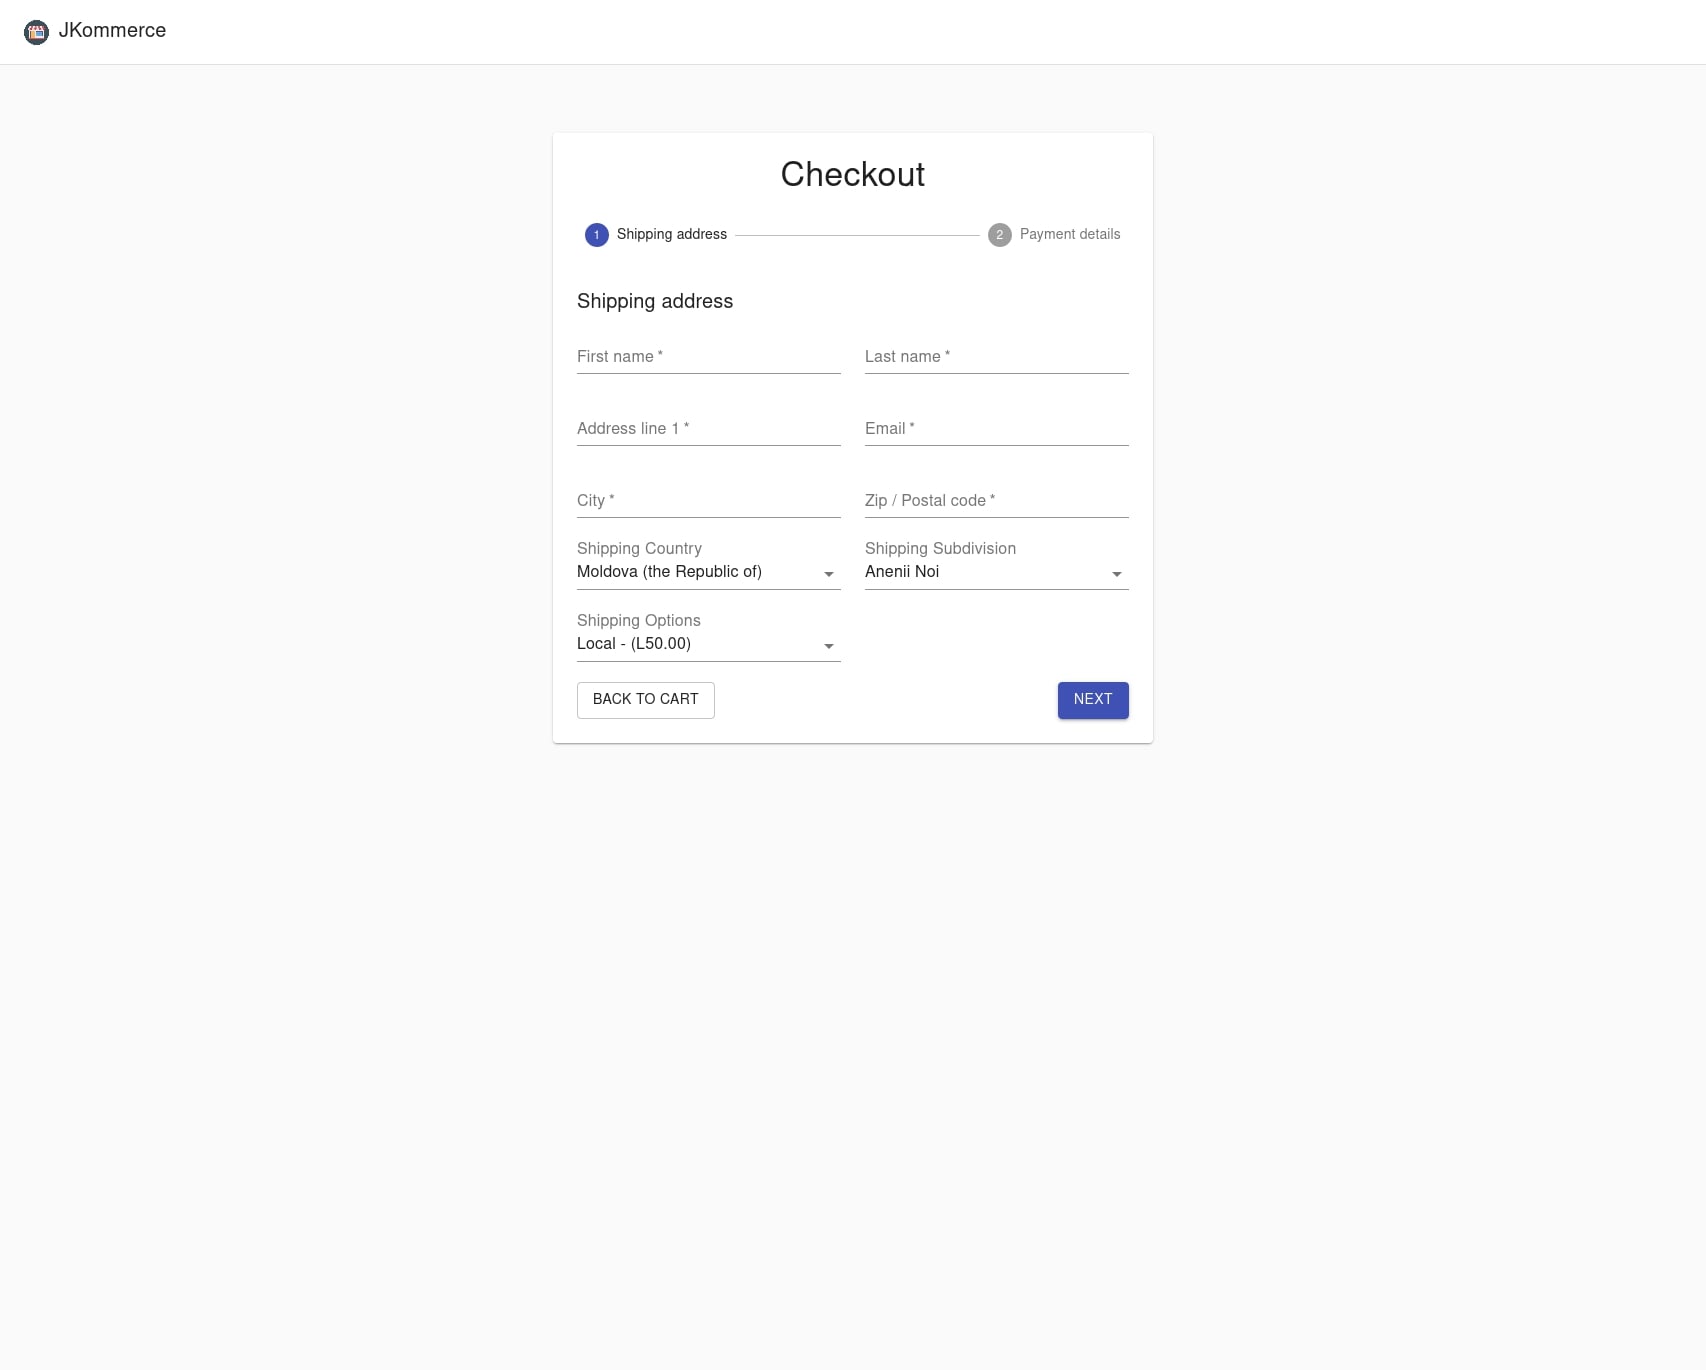 JKommerce
Checkout
1 Shipping address 2 Payment details
Shipping address
First name * Last name *
Address line 1 * Email *
City * Zip / Postal code *
Shipping Country Shipping Subdivision
Moldova (the Republic of) Anenii Noi
Shipping Options
Local - (L50.00)
BACK TO CART NEXT